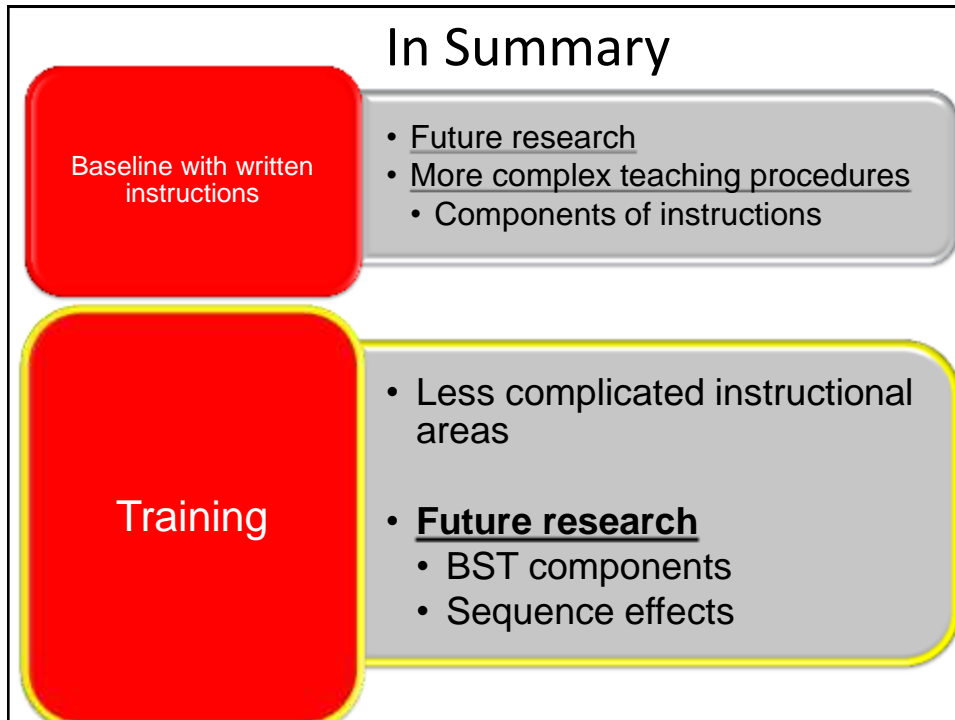 In Summary
Baseline with written
instructions
• Future research
• More complex teaching procedures
• Components of instructions
Training
• Less complicated instructional
areas
• Future research
• BST components
• Sequence effects